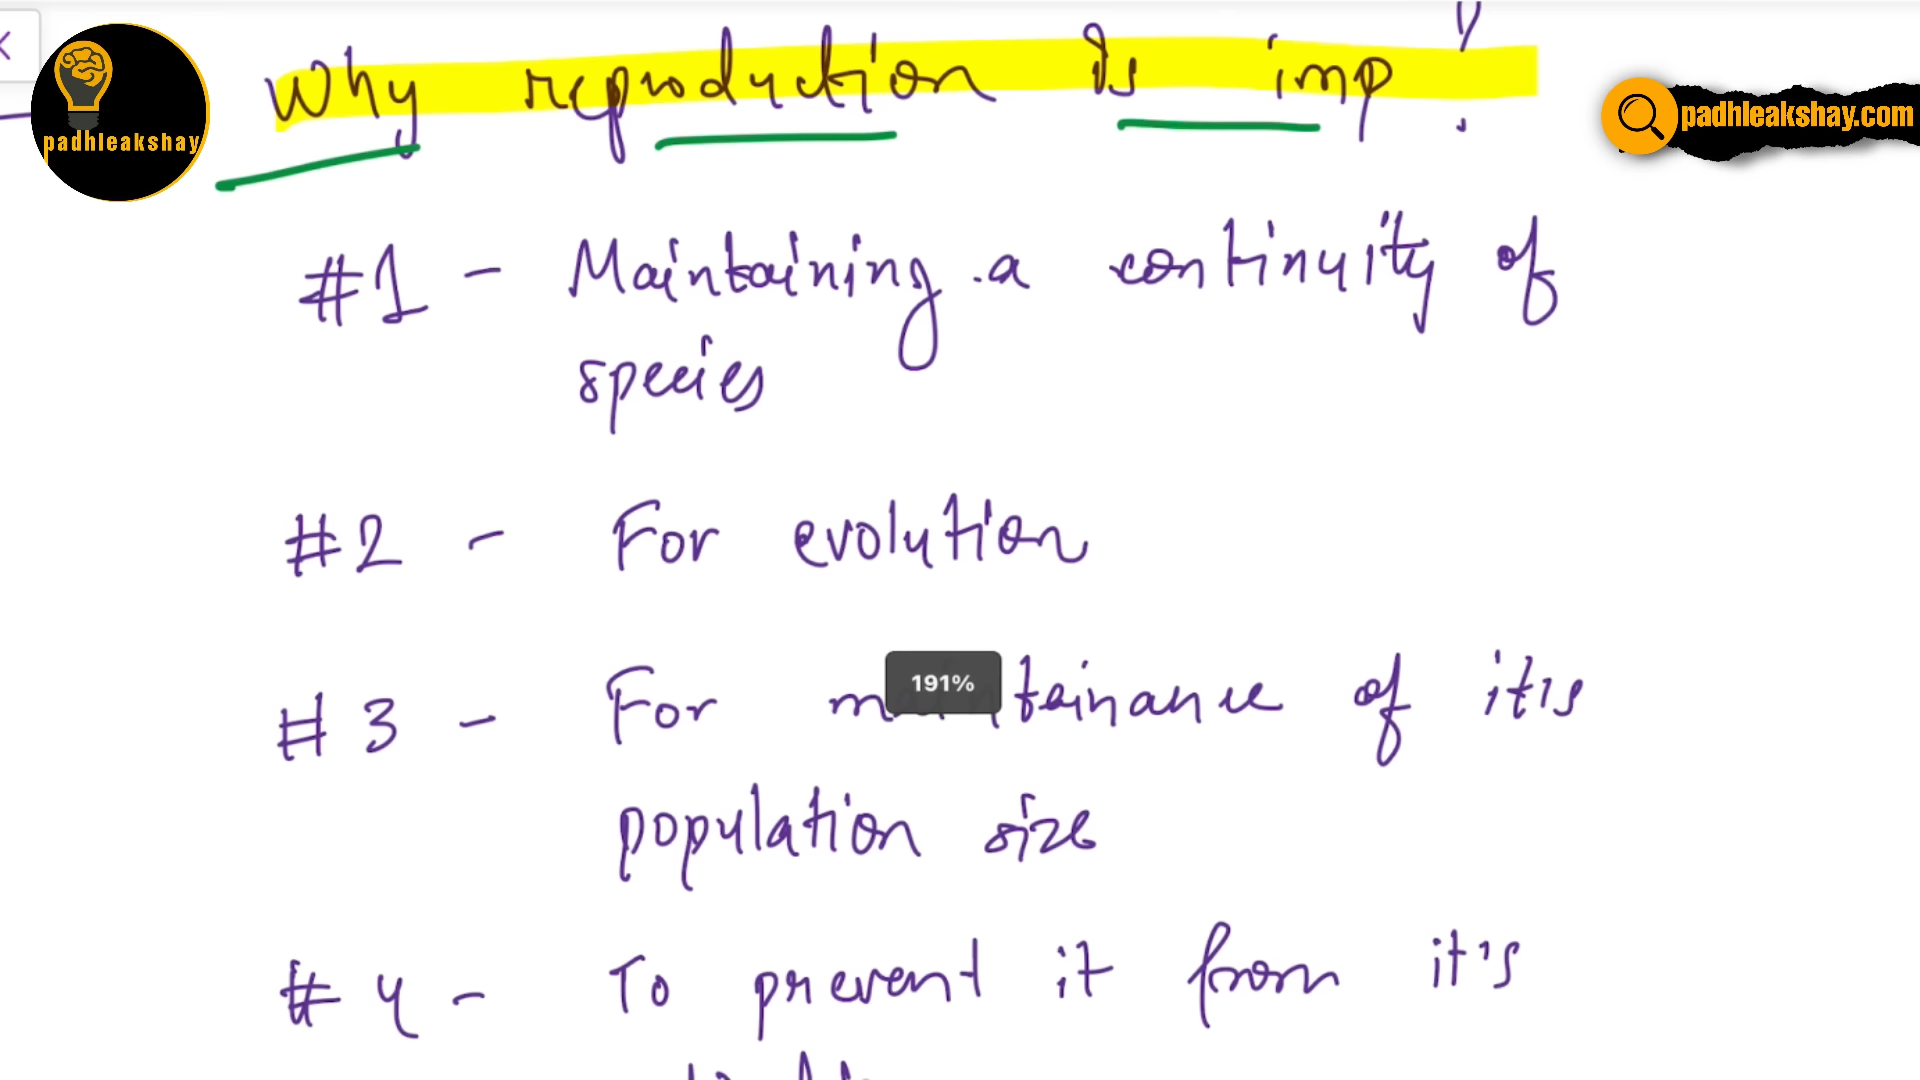 Why reproduction is imp?
padhleakshay
padhleakshay.com
#1 - Maintaining a continuity of
species
#2 - For evolution
#3 - For of it's
191%
population size
#4 - To prevent it from it's